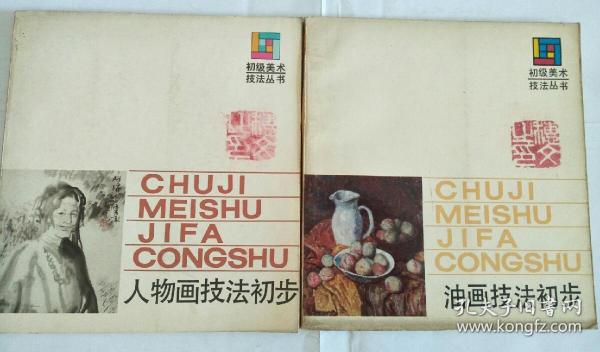 初级美术
技法丛书
CHUJI
MEISHU
JIFA
CONGSHU
人物画技法初步
初级美术
技法丛书
CHUJI
MEISHU
JIFA
CONGSHU
油画技法初步
孔夫子旧书网
www.kongfz.com